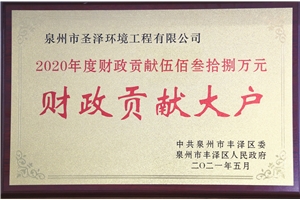 泉州市圣泽环境工程有限公司
2020年度财政贡献伍佰叁拾捌万元
财政贡献大户
中共泉州市丰泽区委
泉州市丰泽区人民政府
二〇二一年五月